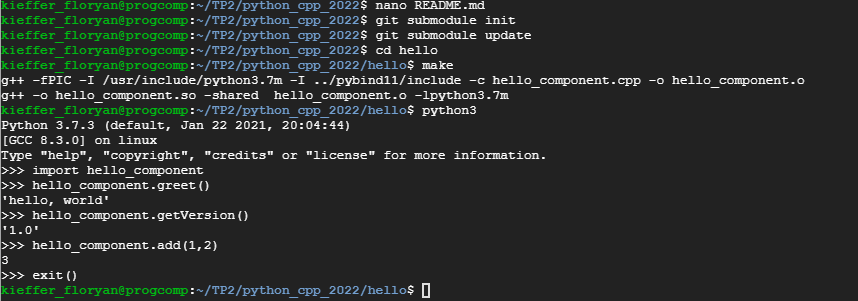 kieffer_floryan@progcomp:~/TP2/python_cpp_2022$ nano README.md
kieffer_floryan@progcomp:~/TP2/python_cpp_2022$ git submodule init
kieffer_floryan@progcomp:~/TP2/python_cpp_2022$ git submodule update
kieffer_floryan@progcomp:~/TP2/python_cpp_2022$ cd hello
kieffer_floryan@progcomp:~/TP2/python_cpp_2022/hello$ make
g++ -fPIC -I /usr/include/python3.7m -I ../pybind11/include -c hello_component.cpp -o hello_component.o
g++ -o hello_component.so -shared  hello_component.o -lpython3.7m
kieffer_floryan@progcomp:~/TP2/python_cpp_2022/hello$ python3
Python 3.7.3 (default, Jan 22 2021, 20:04:44)
[GCC 8.3.0] on linux
Type "help", "copyright", "credits" or "license" for more information.
>>> import hello_component
>>> hello_component.greet()
'hello, world'
>>> hello_component.getVersion()
'1.0'
>>> hello_component.add(1,2)
3
>>> exit()
kieffer_floryan@progcomp:~/TP2/python_cpp_2022/hello$